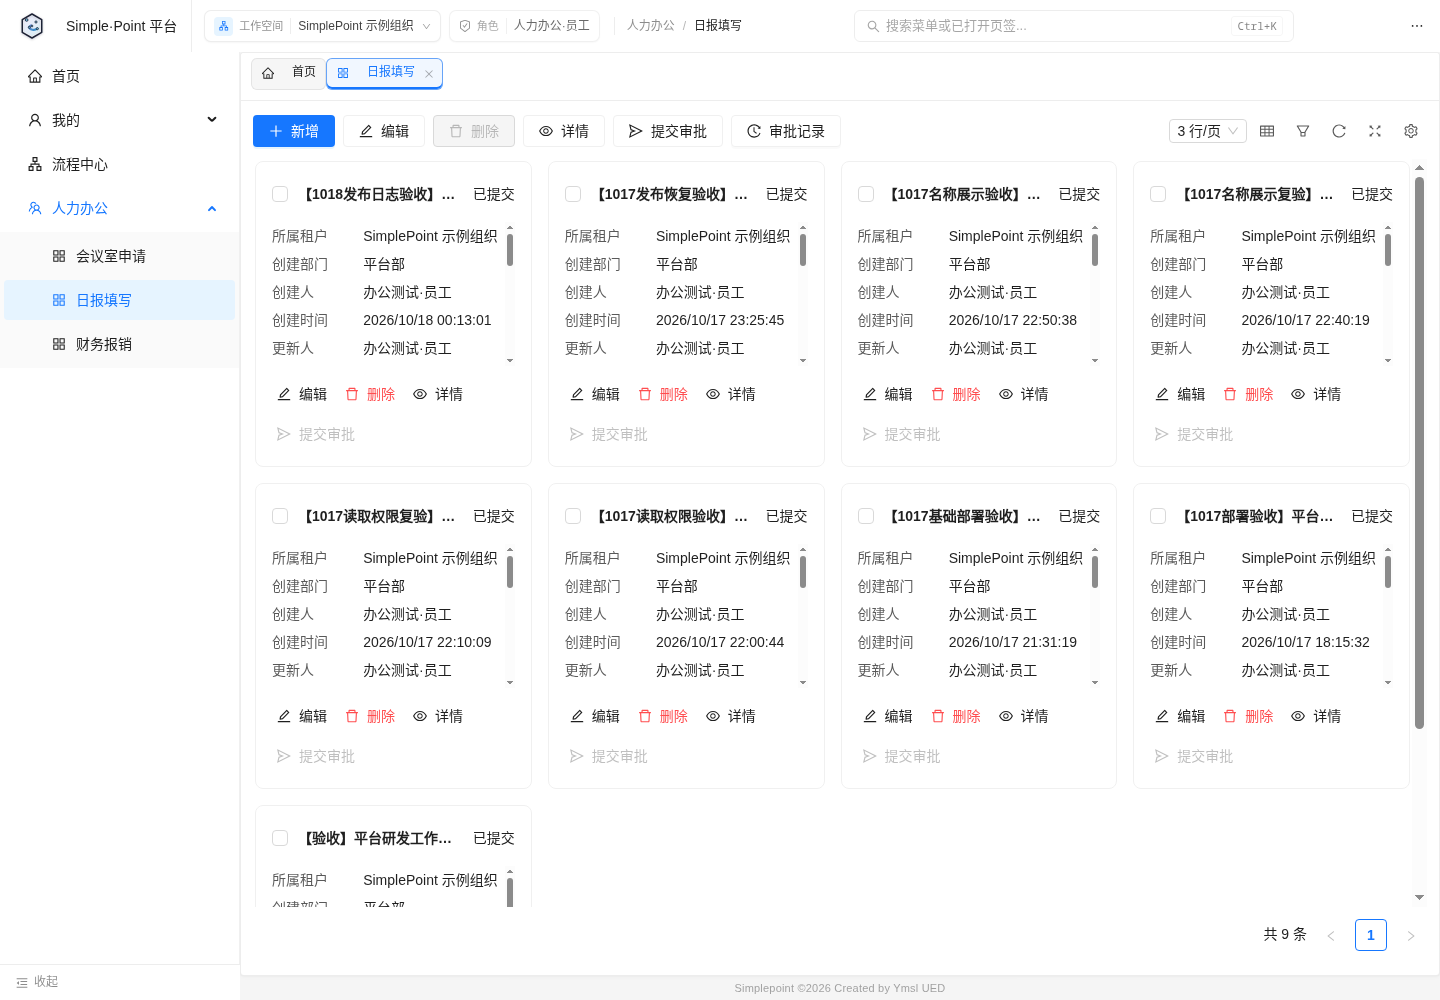 Simple·Point 平台
工作空间 SimplePoint 示例组织
角色 人力办公·员工
人力办公 / 日报填写
搜索菜单或已打开页签...
Ctrl+K
首页
我的
流程中心
人力办公
会议室申请
日报填写
财务报销
收起
首页
日报填写
新增 编辑 删除 详情 提交审批 审批记录
3 行/页
【1018发布日志验收】... 已提交
所属租户 SimplePoint 示例组织
创建部门 平台部
创建人 办公测试·员工
创建时间 2026/10/18 00:13:01
更新人 办公测试·员工
编辑 删除 详情
提交审批
【1017发布恢复验收】... 已提交
所属租户 SimplePoint 示例组织
创建部门 平台部
创建人 办公测试·员工
创建时间 2026/10/17 23:25:45
更新人 办公测试·员工
编辑 删除 详情
提交审批
【1017名称展示验收】... 已提交
所属租户 SimplePoint 示例组织
创建部门 平台部
创建人 办公测试·员工
创建时间 2026/10/17 22:50:38
更新人 办公测试·员工
编辑 删除 详情
提交审批
【1017名称展示复验】... 已提交
所属租户 SimplePoint 示例组织
创建部门 平台部
创建人 办公测试·员工
创建时间 2026/10/17 22:40:19
更新人 办公测试·员工
编辑 删除 详情
提交审批
【1017读取权限复验】... 已提交
所属租户 SimplePoint 示例组织
创建部门 平台部
创建人 办公测试·员工
创建时间 2026/10/17 22:10:09
更新人 办公测试·员工
编辑 删除 详情
提交审批
【1017读取权限验收】... 已提交
所属租户 SimplePoint 示例组织
创建部门 平台部
创建人 办公测试·员工
创建时间 2026/10/17 22:00:44
更新人 办公测试·员工
编辑 删除 详情
提交审批
【1017基础部署验收】... 已提交
所属租户 SimplePoint 示例组织
创建部门 平台部
创建人 办公测试·员工
创建时间 2026/10/17 21:31:19
更新人 办公测试·员工
编辑 删除 详情
提交审批
【1017部署验收】平台... 已提交
所属租户 SimplePoint 示例组织
创建部门 平台部
创建人 办公测试·员工
创建时间 2026/10/17 18:15:32
更新人 办公测试·员工
编辑 删除 详情
提交审批
【验收】平台研发工作... 已提交
所属租户 SimplePoint 示例组织
创建部门 平台部
共 9 条
1
Simplepoint ©2026 Created by Ymsl UED